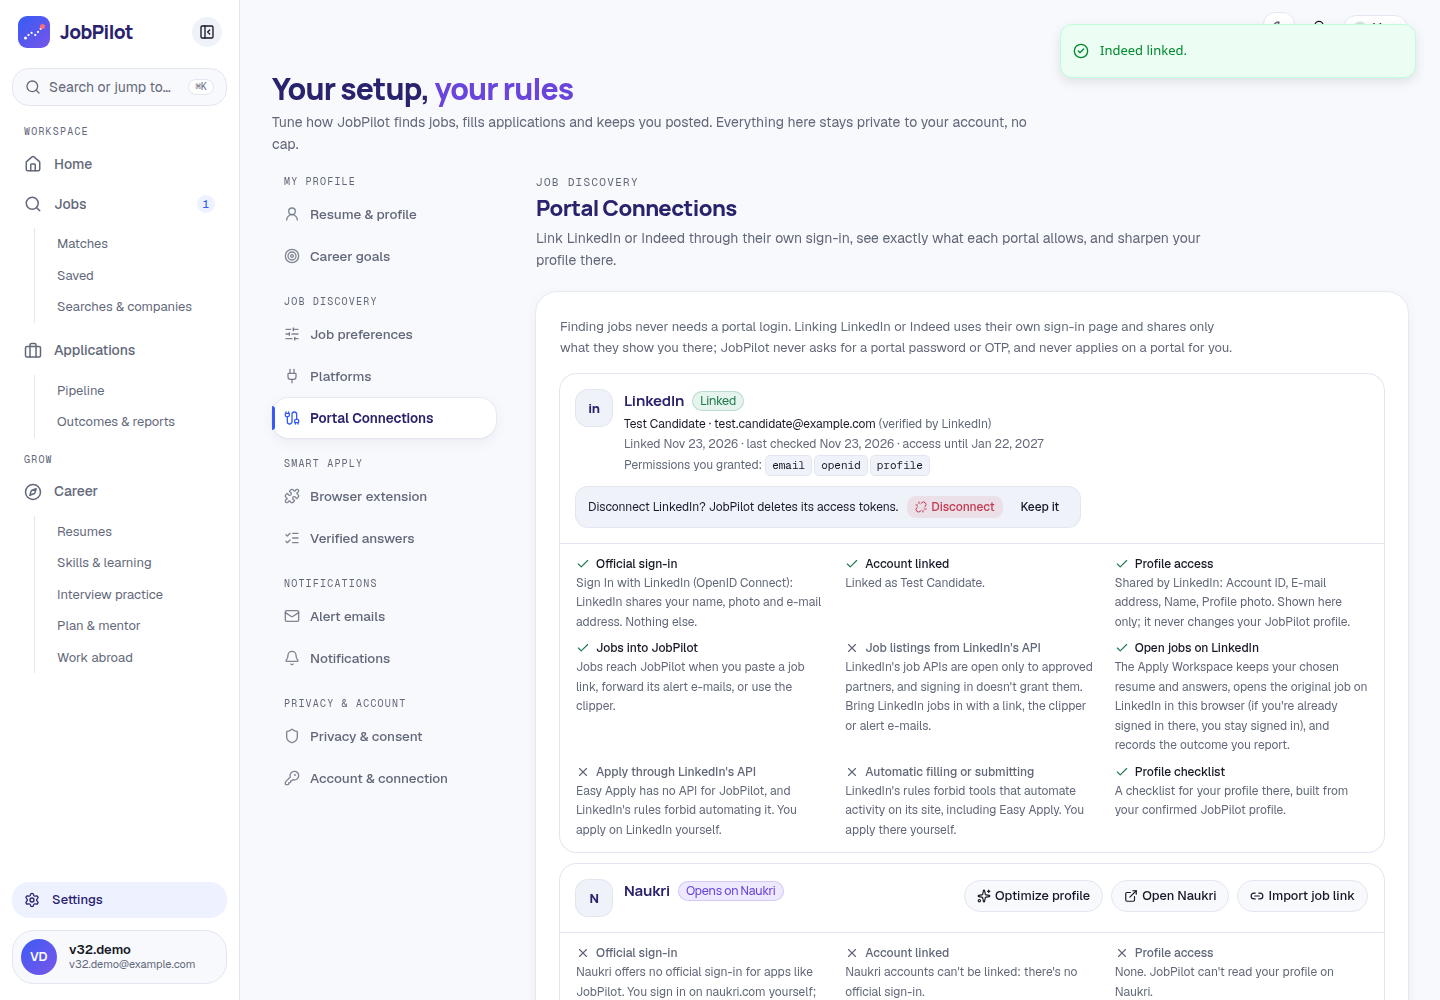 JobPilot
Search or jump to...
⌘K
WORKSPACE
Home
Jobs
1
Matches
Saved
Searches & companies
Applications
Pipeline
Outcomes & reports
GROW
Career
Resumes
Skills & learning
Interview practice
Plan & mentor
Work abroad
Settings
VD
v32.demo
v32.demo@example.com
Indeed linked.
Your setup, your rules
Tune how JobPilot finds jobs, fills applications and keeps you posted. Everything here stays private to your account, no
cap.
MY PROFILE
Resume & profile
Career goals
JOB DISCOVERY
Job preferences
Platforms
Portal Connections
SMART APPLY
Browser extension
Verified answers
NOTIFICATIONS
Alert emails
Notifications
PRIVACY & ACCOUNT
Privacy & consent
Account & connection
JOB DISCOVERY
Portal Connections
Link LinkedIn or Indeed through their own sign-in, see exactly what each portal allows, and sharpen your
profile there.
Finding jobs never needs a portal login. Linking LinkedIn or Indeed uses their own sign-in page and shares only
what they show you there; JobPilot never asks for a portal password or OTP, and never applies on a portal for you.
in
LinkedIn
Linked
Test Candidate · test.candidate@example.com (verified by LinkedIn)
Linked Nov 23, 2026 · last checked Nov 23, 2026 · access until Jan 22, 2027
Permissions you granted: email openid profile
Disconnect LinkedIn? JobPilot deletes its access tokens. Disconnect Keep it
Official sign-in
Sign In with LinkedIn (OpenID Connect):
LinkedIn shares your name, photo and e-mail
address. Nothing else.
Account linked
Linked as Test Candidate.
Profile access
Shared by LinkedIn: Account ID, E-mail
address, Name, Profile photo. Shown here
only; it never changes your JobPilot profile.
Jobs into JobPilot
Jobs reach JobPilot when you paste a job
link, forward its alert e-mails, or use the
clipper.
Job listings from LinkedIn's API
LinkedIn's job APIs are open only to approved
partners, and signing in doesn't grant them.
Bring LinkedIn jobs in with a link, the clipper
or alert e-mails.
Open jobs on LinkedIn
The Apply Workspace keeps your chosen
resume and answers, opens the original job on
LinkedIn in this browser (if you're already
signed in there, you stay signed in), and
records the outcome you report.
Apply through LinkedIn's API
Easy Apply has no API for JobPilot, and
LinkedIn's rules forbid automating it. You
apply on LinkedIn yourself.
Automatic filling or submitting
LinkedIn's rules forbid tools that automate
activity on its site, including Easy Apply. You
apply there yourself.
Profile checklist
A checklist for your profile there, built from
your confirmed JobPilot profile.
N
Naukri
Opens on Naukri
Optimize profile
Open Naukri
Import job link
Official sign-in
Naukri offers no official sign-in for apps like
JobPilot. You sign in on naukri.com yourself;
Account linked
Naukri accounts can't be linked: there's no
official sign-in.
Profile access
None. JobPilot can't read your profile on
Naukri.